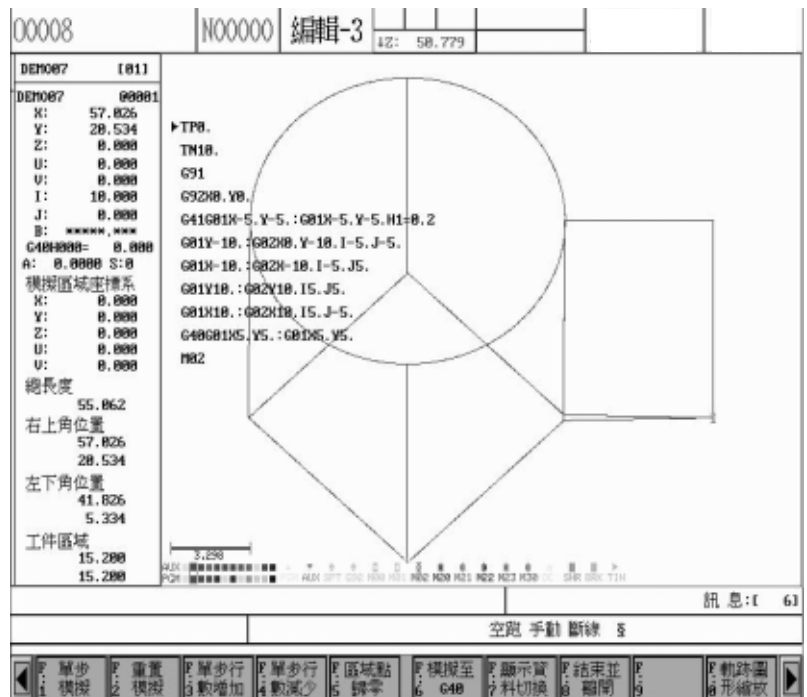 O0008 N00000 編輯-3 ↓Z: 50.779
DEMO07 [01]
DEMO07 00001
X: 57.026
Y: 20.534
Z: 0.000
U: 0.000
V: 0.000
I: 10.000
J: 0.000
B: *****.***
G40H000= 0.000
A: 0.0000 S:0
模擬區域座標系
X: 0.000
Y: 0.000
Z: 0.000
U: 0.000
V: 0.000
總長度
55.062
右上角位置
57.026
20.534
左下角位置
41.826
5.334
工件區域
15.200
15.200
▶TP0.
TN10.
G91
G92X0.Y0.
G41G01X-5.Y-5.:G01X-5.Y-5.H1=0.2
G01Y-10.:G02X0.Y-10.I-5.J-5.
G01X-10.:G02X-10.I-5.J5.
G01Y10.:G02Y10.I5.J5.
G01X10.:G02X10.I5.J-5.
G40G01X5.Y5.:G01X5.Y5.
M02
3.298
AUX
PGM AUX OPT G92 M00 M01 M02 M20 M21 M22 M23 M30 SHR TIH
訊 息:[ 6]
空跑 手動 斷線 §
F1 單步模擬
F2 重置模擬
F3 單步行數增加
F4 單步行數減少
F5 區域點歸零
F6 模擬至G40
F7 顯示資料切換
F8 結束並離開
F9
F 軌跡圖形縮放